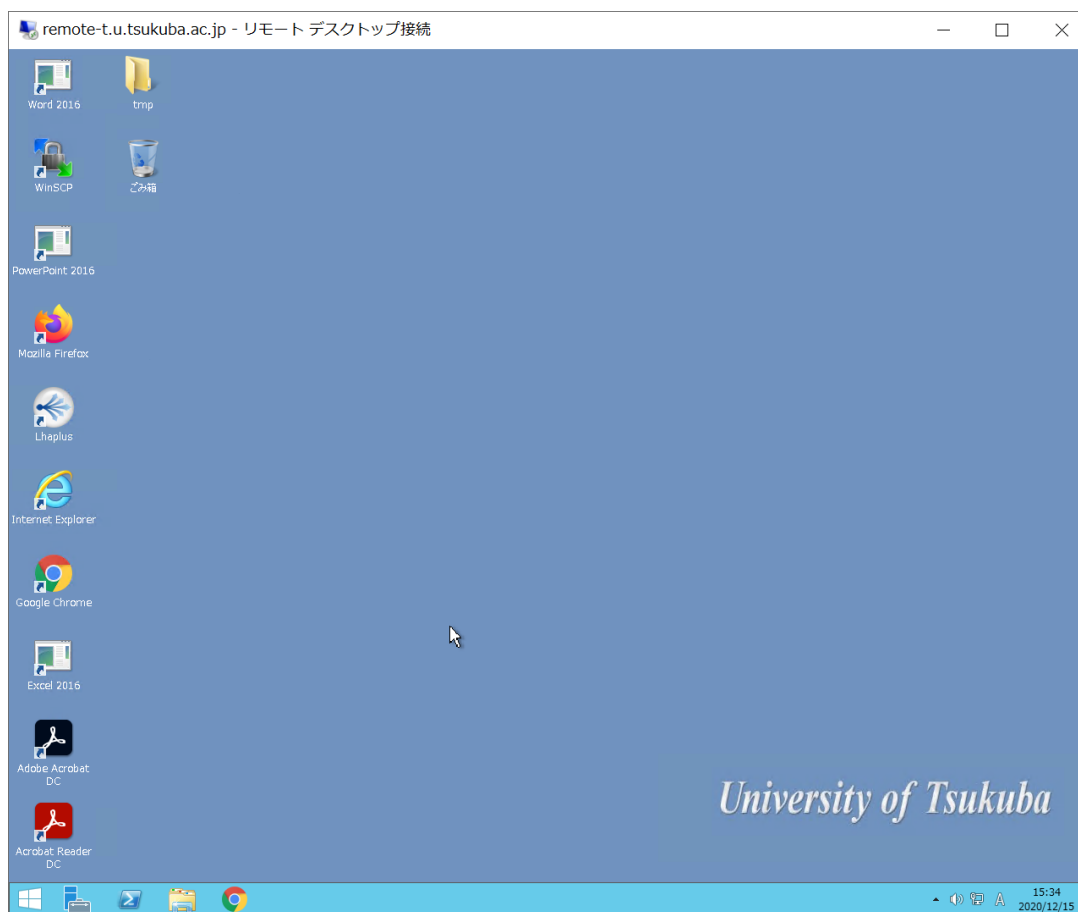 remote-t.u.tsukuba.ac.jp - リモート デスクトップ接続
Word 2016
tmp
WinSCP
ごみ箱
PowerPoint 2016
Mozilla Firefox
Lhaplus
Internet Explorer
Google Chrome
Excel 2016
Adobe Acrobat
DC
Acrobat Reader
DC
University of Tsukuba
A
15:34
2020/12/15